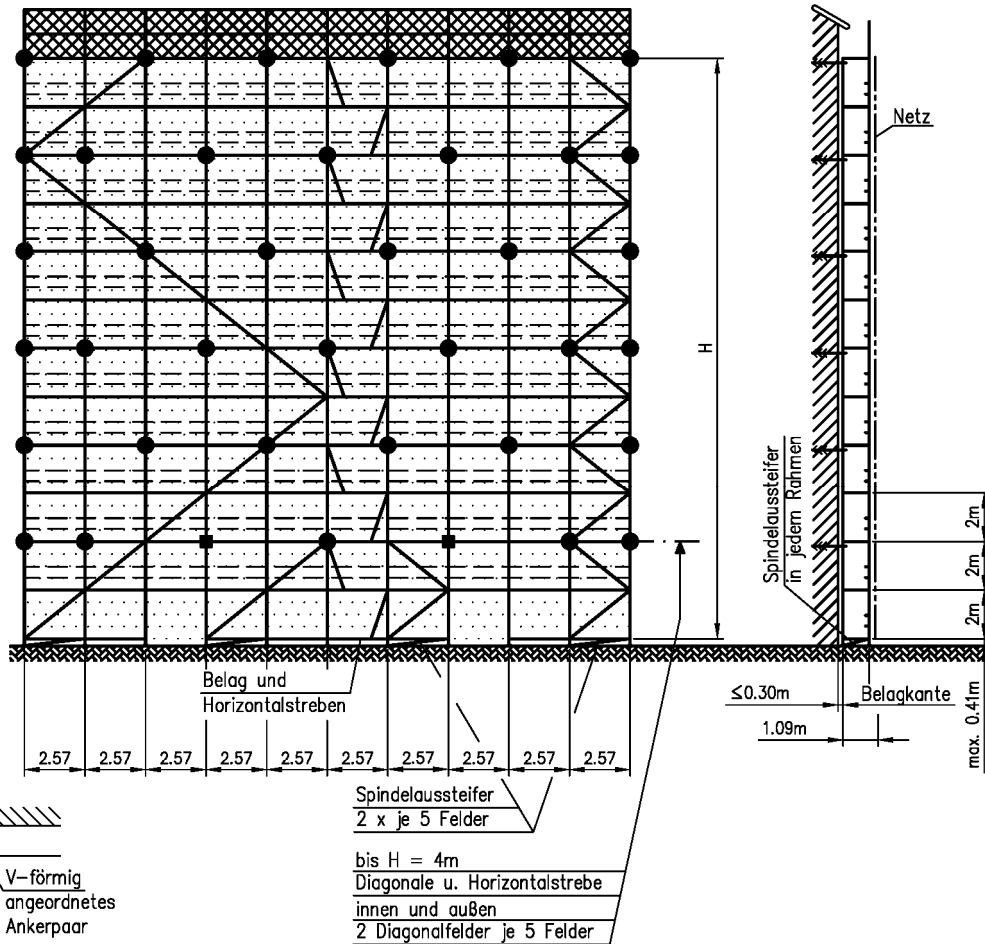 Netz
H
Spindelaussteifer
in jedem Rahmen
2m
2m
2m
max. 0.41m
Belag und
Horizontalstreben
≤0.30m
Belagkante
1.09m
2.57 2.57 2.57 2.57 2.57 2.57 2.57 2.57 2.57 2.57
Spindelaussteifer
2 x je 5 Felder
V-förmig
angeordnetes
Ankerpaar
bis H = 4m
Diagonale u. Horizontalstrebe
innen und außen
2 Diagonalfelder je 5 Felder